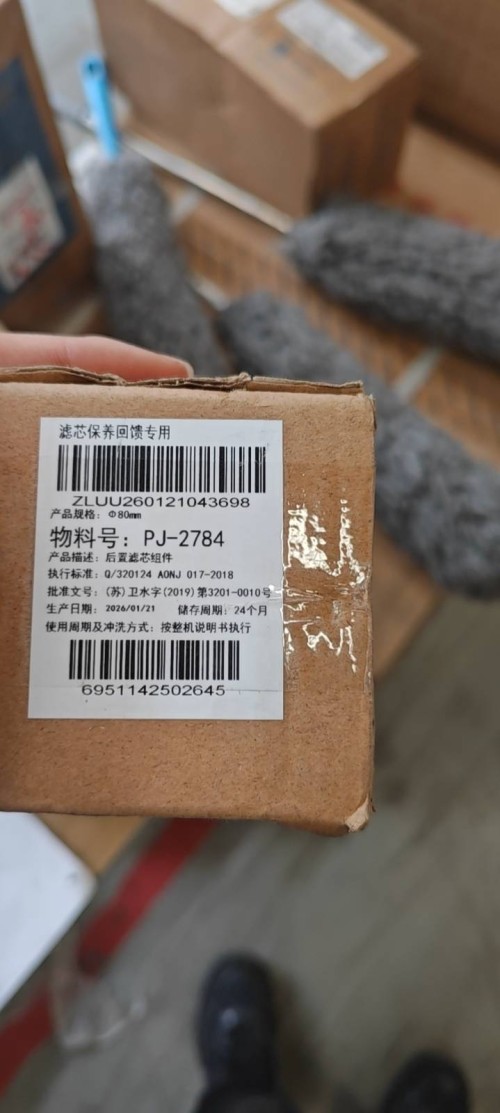 滤芯保养回馈专用
ZLUU260121043698
产品规格：Φ80mm
物料号：PJ-2784
产品描述：后置滤芯组件
执行标准：Q/320124 AONJ 017-2018
批准文号：(苏)卫水字(2019)第3201-0010号
生产日期：2026/01/21 储存周期：24个月
使用周期及冲洗方式：按整机说明书执行
6951142502645